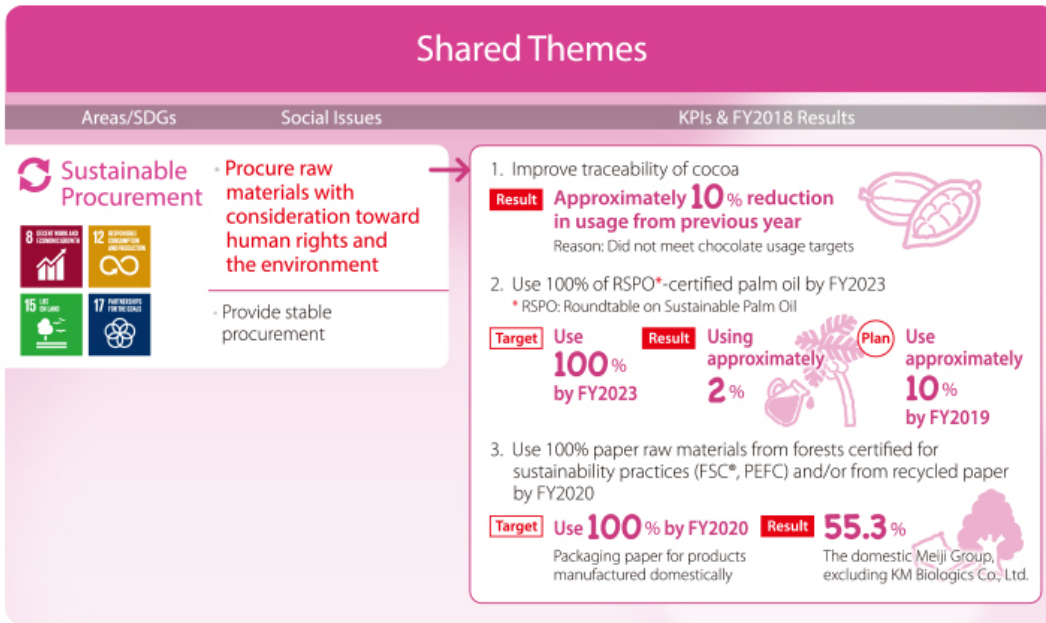 Shared Themes
Areas/SDGs
Social Issues
KPIs & FY2018 Results
Sustainable
Procurement
8 DECENT WORK AND
ECONOMIC GROWTH
12 RESPONSIBLE
CONSUMPTION
AND PRODUCTION
15 LIFE
ON LAND
17 PARTNERSHIPS
FOR THE GOALS
· Procure raw
materials with
consideration toward
human rights and
the environment
· Provide stable
procurement
1. Improve traceability of cocoa
Result Approximately 10 % reduction
in usage from previous year
Reason: Did not meet chocolate usage targets
2. Use 100% of RSPO*-certified palm oil by FY2023
* RSPO: Roundtable on Sustainable Palm Oil
Target Use
100 %
by FY2023
Result Using
approximately
2 %
Plan Use
approximately
10 %
by FY2019
3. Use 100% paper raw materials from forests certified for
sustainability practices (FSC®, PEFC) and/or from recycled paper
by FY2020
Target Use 100 % by FY2020
Packaging paper for products
manufactured domestically
Result 55.3 %
The domestic Meiji Group,
excluding KM Biologics Co., Ltd.